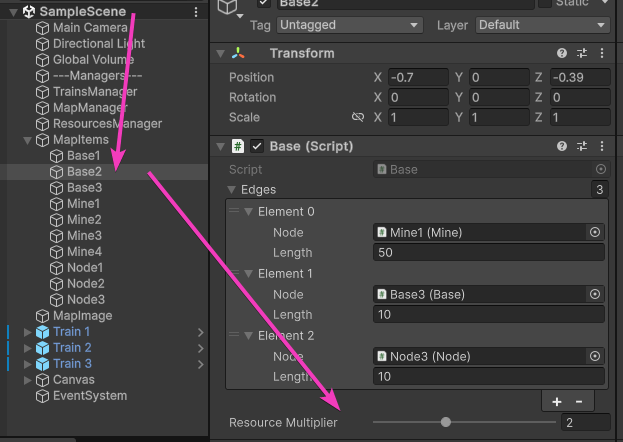 SampleScene
Main Camera
Directional Light
Global Volume
---Managers---
TrainsManager
MapManager
ResourcesManager
MapItems
Base1
Base2
Base3
Mine1
Mine2
Mine3
Mine4
Node1
Node2
Node3
MapImage
Train 1
Train 2
Train 3
Canvas
EventSystem
Base2 Static
Tag Untagged Layer Default
Transform
Position X -0.7 Y 0 Z -0.39
Rotation X 0 Y 0 Z 0
Scale X 1 Y 1 Z 1
# Base (Script)
Script # Base
Edges 3
Element 0
Node # Mine1 (Mine)
Length 50
Element 1
Node # Base3 (Base)
Length 10
Element 2
Node # Node3 (Node)
Length 10
+ -
Resource Multiplier 2